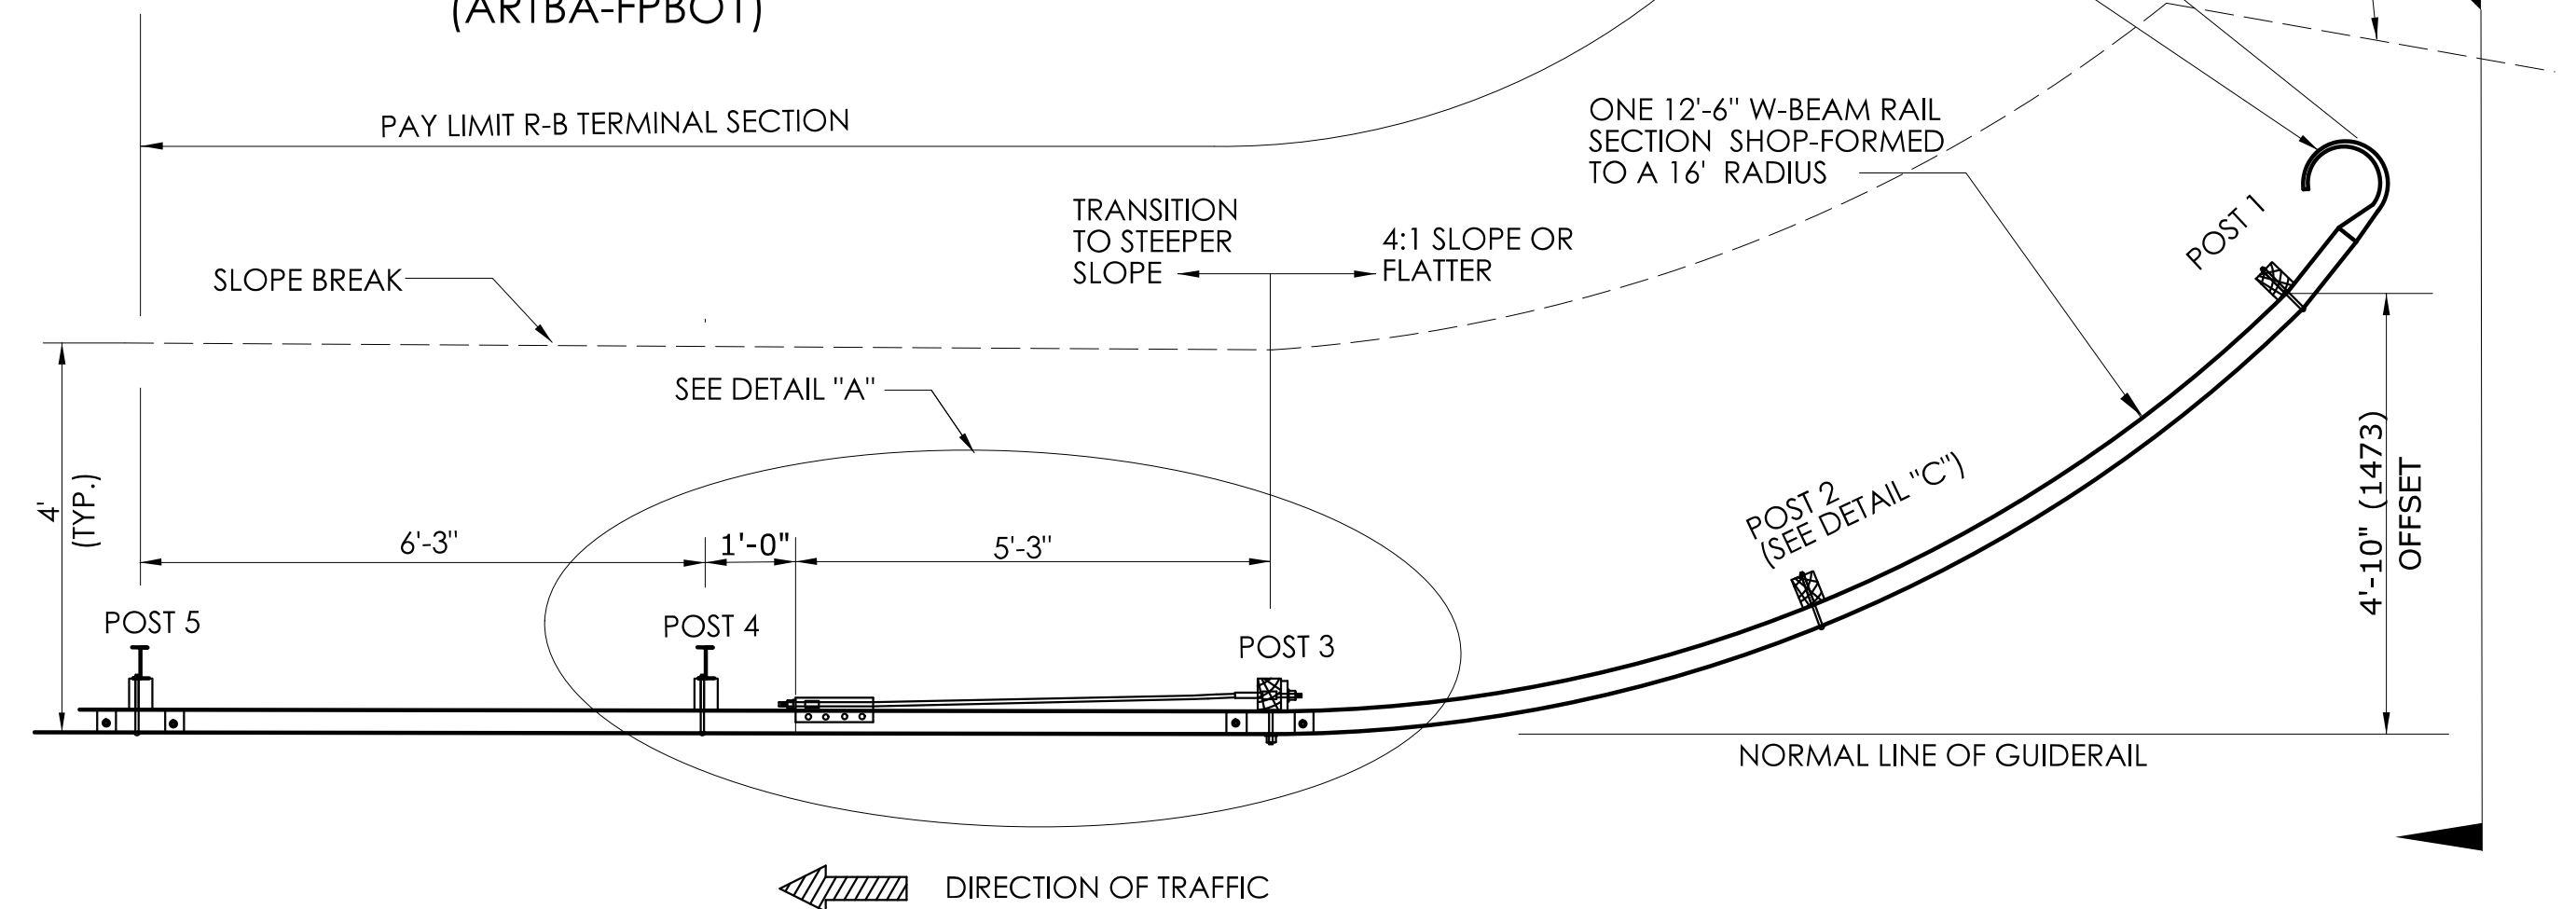 (ARTBA-FPBOT)
PAY LIMIT R-B TERMINAL SECTION
ONE 12'-6" W-BEAM RAIL
SECTION SHOP-FORMED
TO A 16' RADIUS
TRANSITION
TO STEEPER
SLOPE
4:1 SLOPE OR
FLATTER
POST 1
SLOPE BREAK
SEE DETAIL "A"
4'
(TYP.)
6'-3"
1'-0"
5'-3"
POST 2
(SEE DETAIL "C")
4'-10" (1473)
OFFSET
POST 5
POST 4
POST 3
NORMAL LINE OF GUIDERAIL
DIRECTION OF TRAFFIC